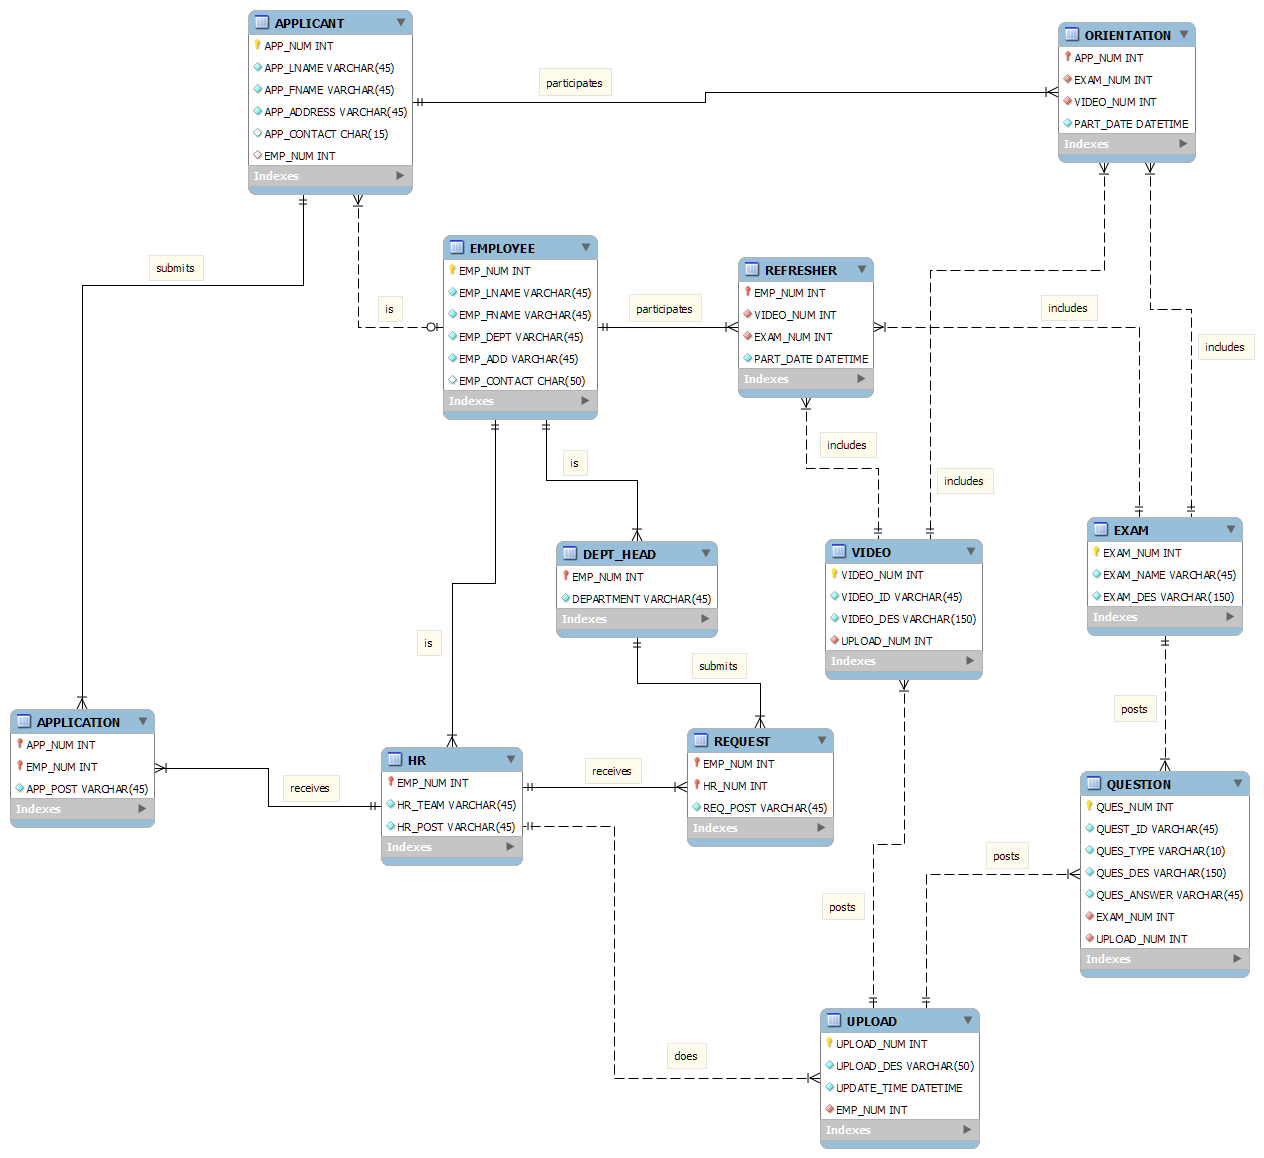 APPLICANT
APP_NUM INT
APP_LNAME VARCHAR(45)
APP_FNAME VARCHAR(45)
APP_ADDRESS VARCHAR(45)
APP_CONTACT CHAR(15)
EMP_NUM INT
Indexes
participates
ORIENTATION
APP_NUM INT
EXAM_NUM INT
VIDEO_NUM INT
PART_DATE DATETIME
Indexes
submits
is
EMPLOYEE
EMP_NUM INT
EMP_LNAME VARCHAR(45)
EMP_FNAME VARCHAR(45)
EMP_DEPT VARCHAR(45)
EMP_ADD VARCHAR(45)
EMP_CONTACT CHAR(50)
Indexes
participates
REFRESHER
EMP_NUM INT
VIDEO_NUM INT
EXAM_NUM INT
PART_DATE DATETIME
Indexes
includes
includes
is
includes
includes
DEPT_HEAD
EMP_NUM INT
DEPARTMENT VARCHAR(45)
Indexes
VIDEO
VIDEO_NUM INT
VIDEO_ID VARCHAR(45)
VIDEO_DES VARCHAR(150)
UPLOAD_NUM INT
Indexes
EXAM
EXAM_NUM INT
EXAM_NAME VARCHAR(45)
EXAM_DES VARCHAR(150)
Indexes
is
submits
posts
APPLICATION
APP_NUM INT
EMP_NUM INT
APP_POST VARCHAR(45)
Indexes
receives
HR
EMP_NUM INT
HR_TEAM VARCHAR(45)
HR_POST VARCHAR(45)
Indexes
receives
REQUEST
EMP_NUM INT
HR_NUM INT
REQ_POST VARCHAR(45)
Indexes
QUESTION
QUES_NUM INT
QUEST_ID VARCHAR(45)
QUES_TYPE VARCHAR(10)
QUES_DES VARCHAR(150)
QUES_ANSWER VARCHAR(45)
EXAM_NUM INT
UPLOAD_NUM INT
Indexes
posts
posts
does
UPLOAD
UPLOAD_NUM INT
UPLOAD_DES VARCHAR(50)
UPDATE_TIME DATETIME
EMP_NUM INT
Indexes